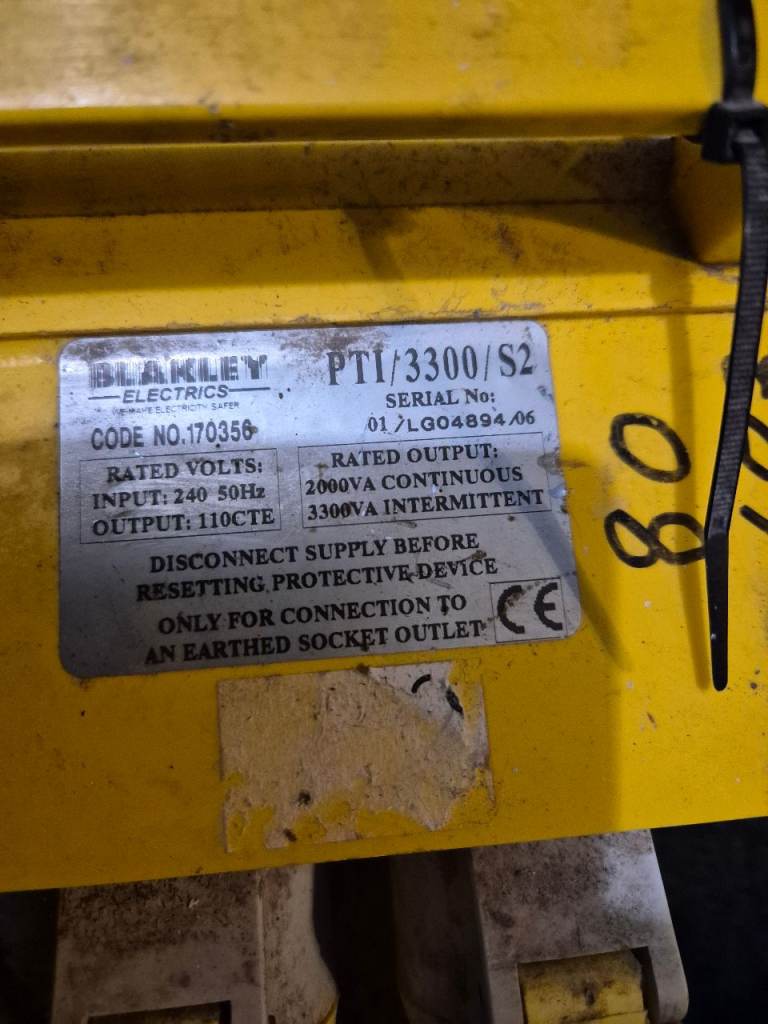 BLAKLEY
ELECTRICS
WE MAKE ELECTRICITY SAFER
PTI/3300/S2
SERIAL No:
01/LG04894/06
CODE NO.170356
RATED VOLTS:
INPUT: 240 50Hz
OUTPUT: 110CTE
RATED OUTPUT:
2000VA CONTINUOUS
3300VA INTERMITTENT
DISCONNECT SUPPLY BEFORE
RESETTING PROTECTIVE DEVICE
ONLY FOR CONNECTION TO
AN EARTHED SOCKET OUTLET
CE